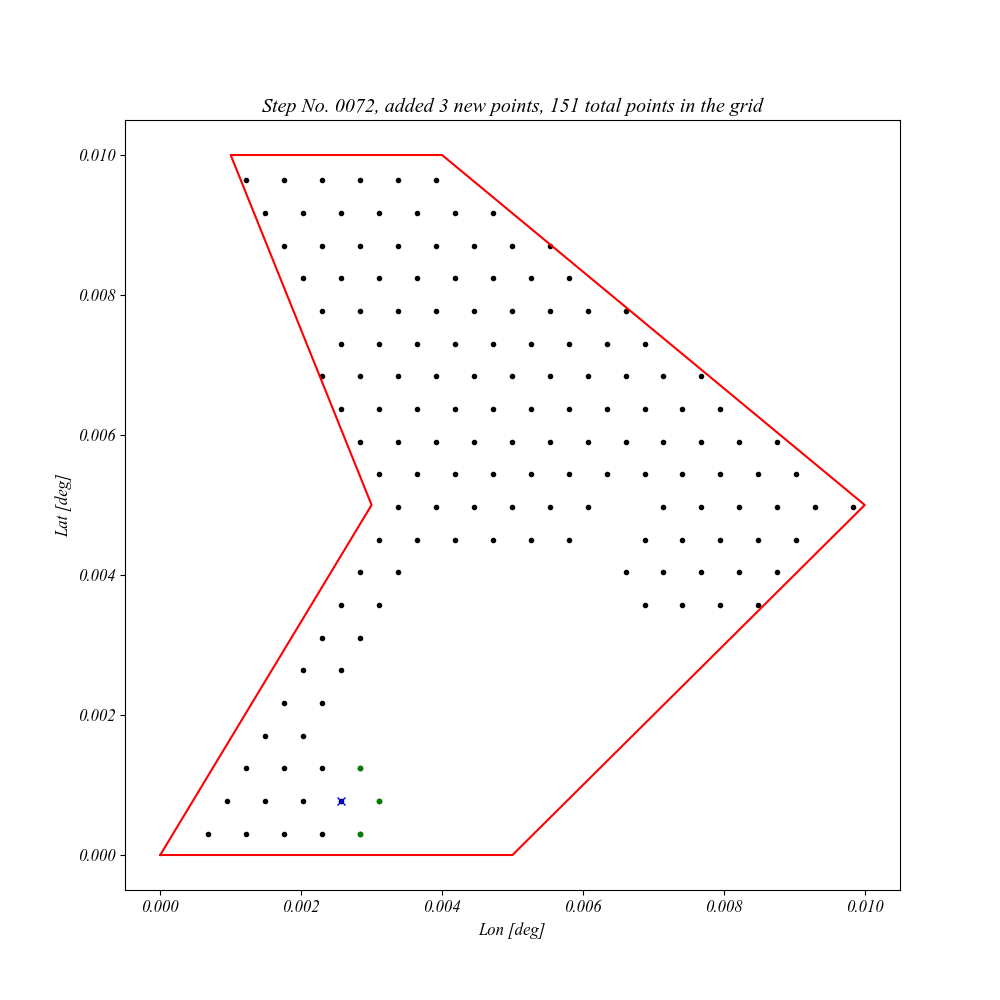 Step No. 0072, added 3 new points, 151 total points in the grid
0.010
0.008
0.006
0.004
0.002
0.000
Lat [deg]
0.000 0.002 0.004 0.006 0.008 0.010
Lon [deg]